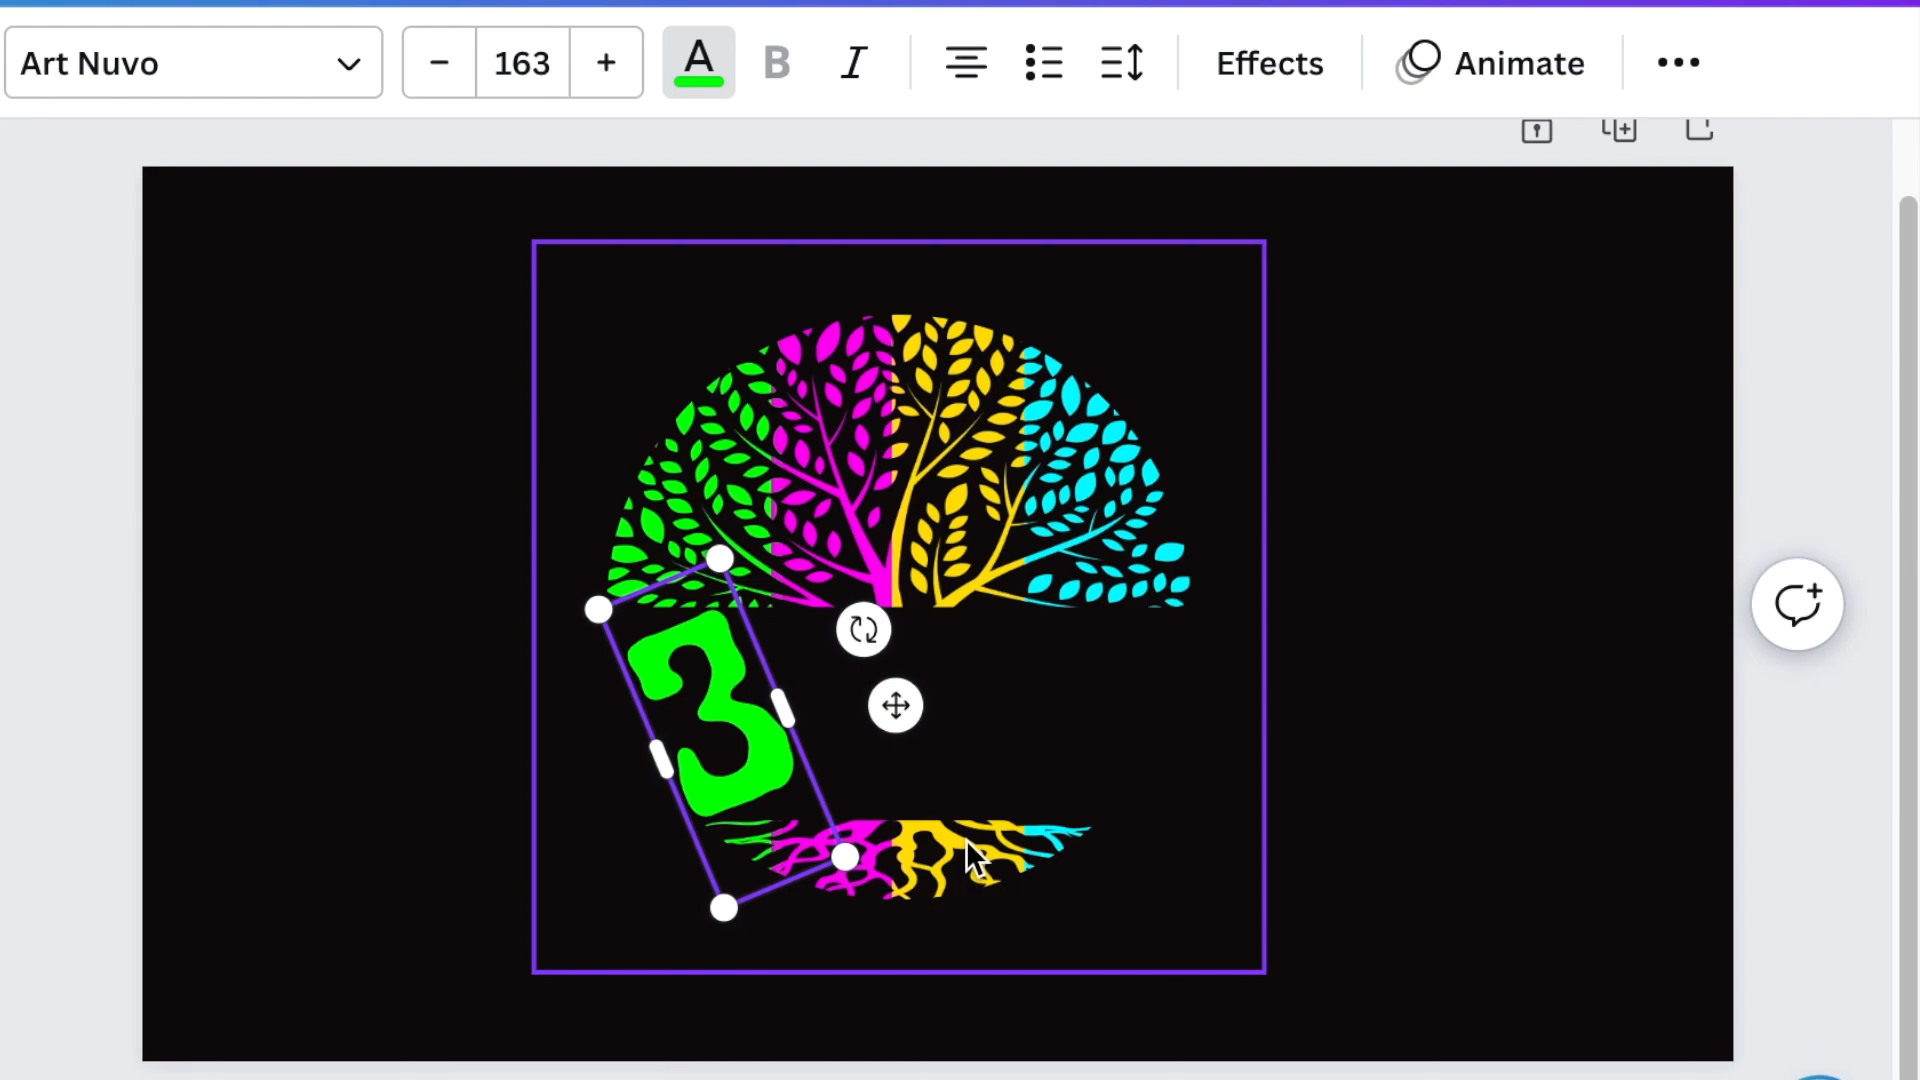 Art Nuvo
− 163 +
A B I Effects Animate
3